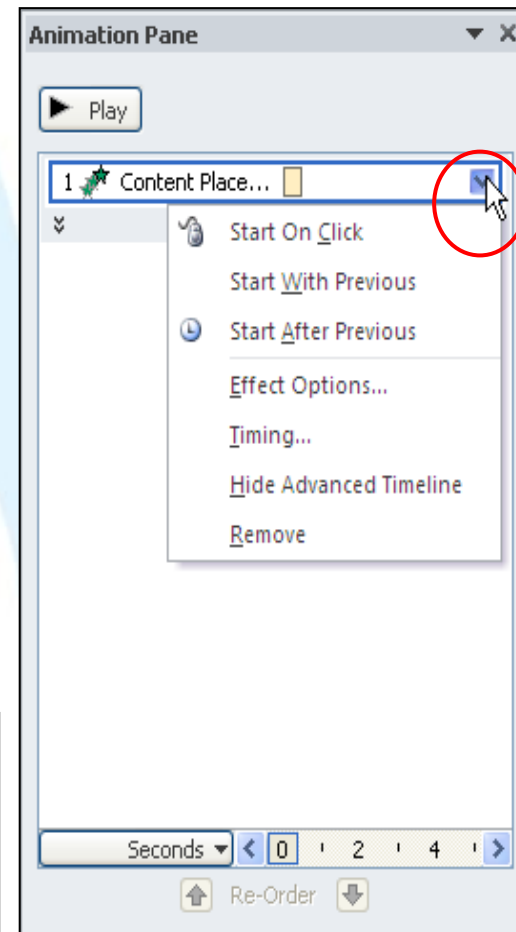 Animation Pane
Play
1 Content Place...
Start On Click
Start With Previous
Start After Previous
Effect Options...
Timing...
Hide Advanced Timeline
Remove
Seconds 0 2 4
Re-Order